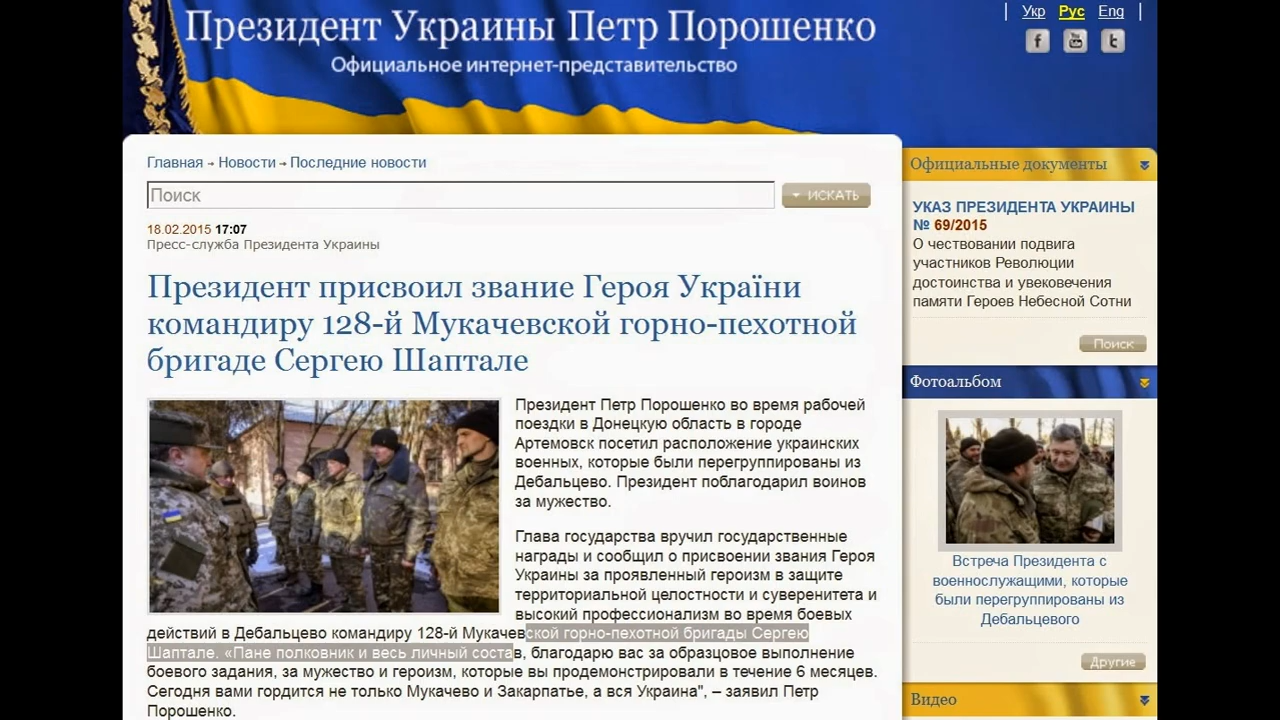 Президент Украины Петр Порошенко
Официальное интернет-представительство
| Укр Рус Eng |
Главная → Новости → Последние новости
Поиск
ИСКАТЬ
18.02.2015 17:07
Пресс-служба Президента Украины
Президент присвоил звание Героя України
командиру 128-й Мукачевской горно-пехотной
бригаде Сергею Шаптале
Президент Петр Порошенко во время рабочей
поездки в Донецкую область в городе
Артемовск посетил расположение украинских
военных, которые были перегруппированы из
Дебальцево. Президент поблагодарил воинов
за мужество.
Глава государства вручил государственные
награды и сообщил о присвоении звания Героя
Украины за проявленный героизм в защите
территориальной целостности и суверенитета и
высокий профессионализм во время боевых
действий в Дебальцево командиру 128-й Мукачевской горно-пехотной бригады Сергею
Шаптале. «Пане полковник и весь личный состав, благодарю вас за образцовое выполнение
боевого задания, за мужество и героизм, которые вы продемонстрировали в течение 6 месяцев.
Сегодня вами гордится не только Мукачево и Закарпатье, а вся Украина", – заявил Петр
Порошенко.
Официальные документы
УКАЗ ПРЕЗИДЕНТА УКРАИНЫ
№ 69/2015
О чествовании подвига
участников Революции
достоинства и увековечения
памяти Героев Небесной Сотни
Поиск
Фотоальбом
Встреча Президента с
военнослужащими, которые
были перегруппированы из
Дебальцевого
Другие
Видео